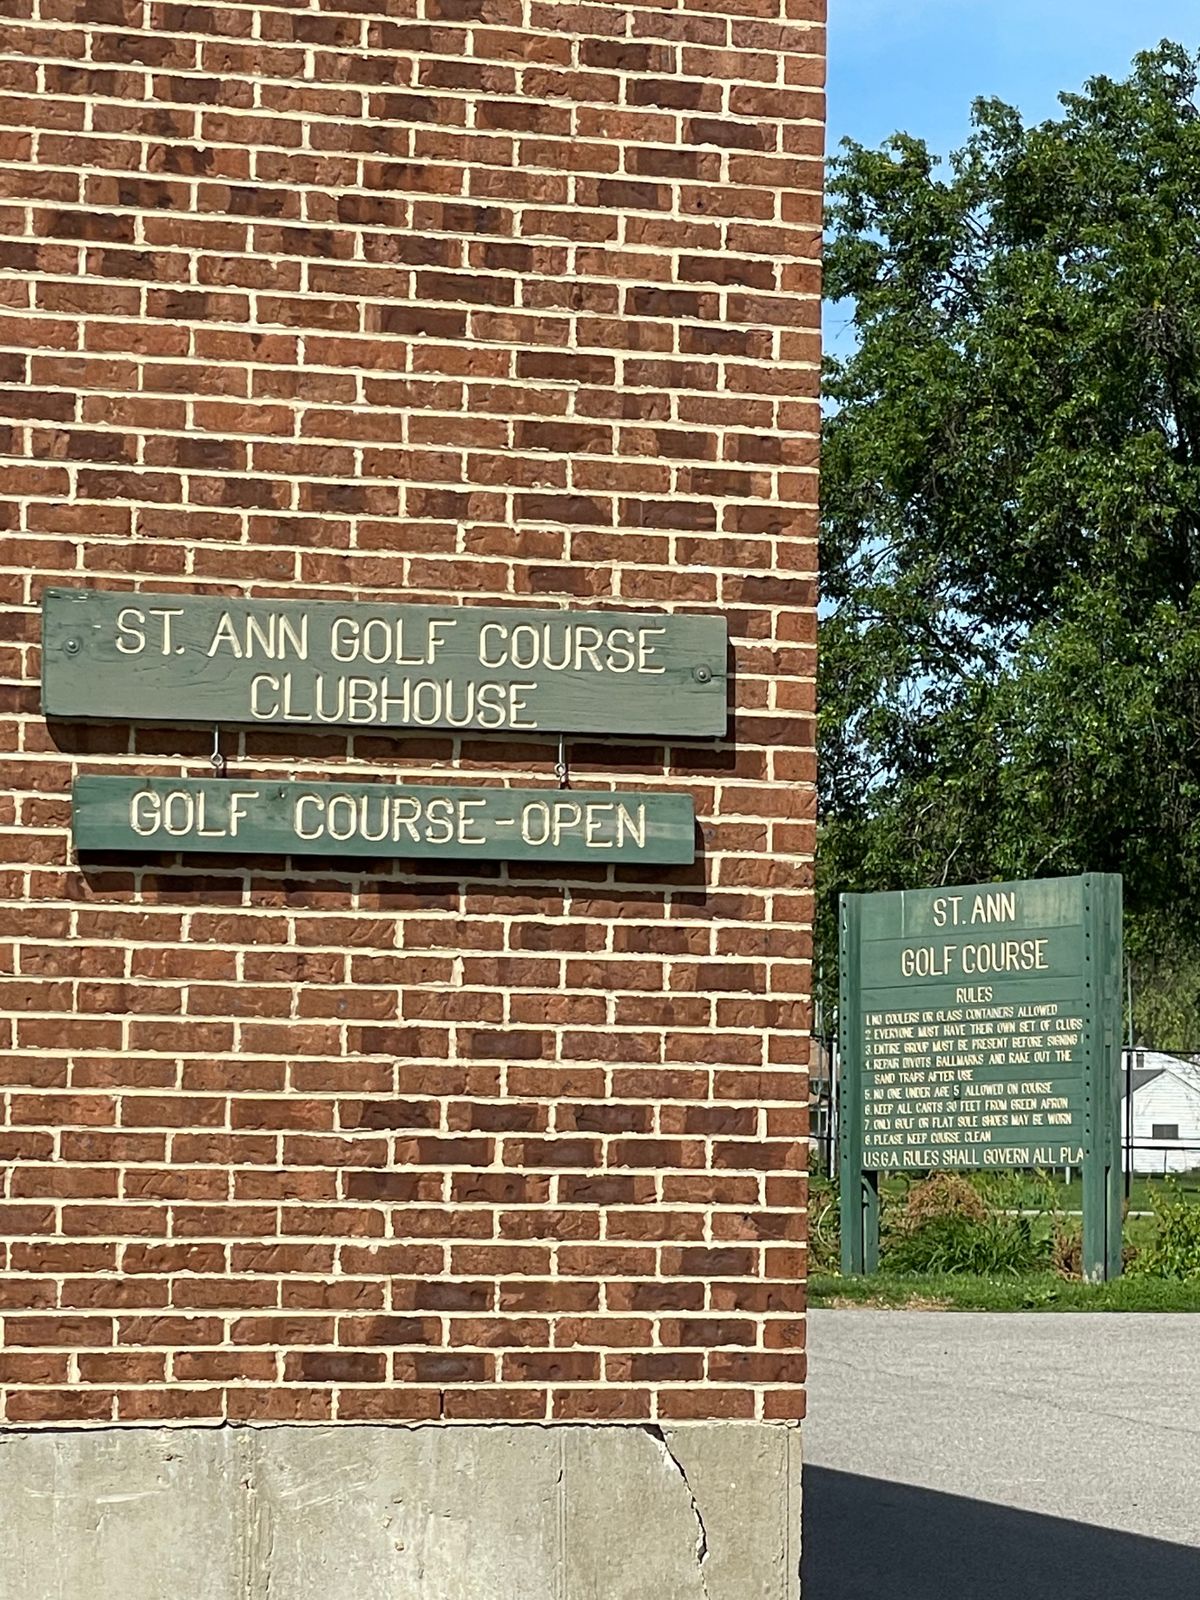 ST. ANN GOLF COURSE
CLUBHOUSE
GOLF COURSE-OPEN
ST. ANN
GOLF COURSE
RULES
1. NO COOLERS OR GLASS CONTAINERS ALLOWED
2. EVERYONE MUST HAVE THEIR OWN SET OF CLUBS
3. ENTIRE GROUP MUST BE PRESENT BEFORE SIGNING
4. REPAIR DIVOTS BALLMARKS AND RAKE OUT THE
SAND TRAPS AFTER USE
5. NO ONE UNDER AGE 5 ALLOWED ON COURSE
6. KEEP ALL CARTS 30 FEET FROM GREEN APRON
7. ONLY GOLF OR FLAT SOLE SHOES MAY BE WORN
8. PLEASE KEEP COURSE CLEAN
U.S.G.A. RULES SHALL GOVERN ALL PLA